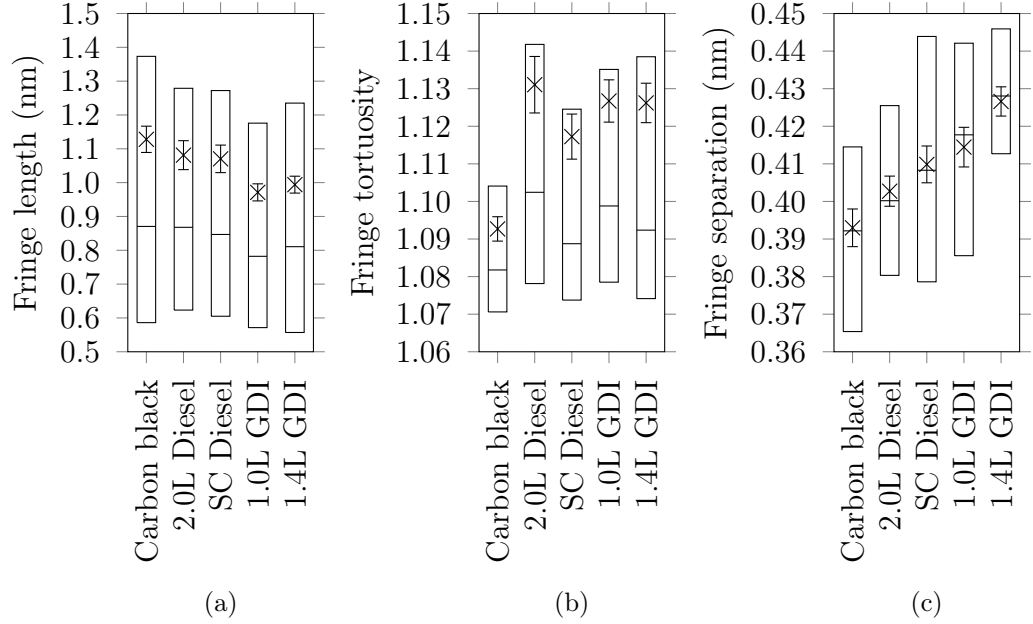 Fringe length (nm)
1.5
1.4
1.3
1.2
1.1
1.0
0.9
0.8
0.7
0.6
0.5
Carbon black
2.0L Diesel
SC Diesel
1.0L GDI
1.4L GDI
(a)
Fringe tortuosity
1.15
1.14
1.13
1.12
1.11
1.10
1.09
1.08
1.07
1.06
Carbon black
2.0L Diesel
SC Diesel
1.0L GDI
1.4L GDI
(b)
Fringe separation (nm)
0.45
0.44
0.43
0.42
0.41
0.40
0.39
0.38
0.37
0.36
Carbon black
2.0L Diesel
SC Diesel
1.0L GDI
1.4L GDI
(c)